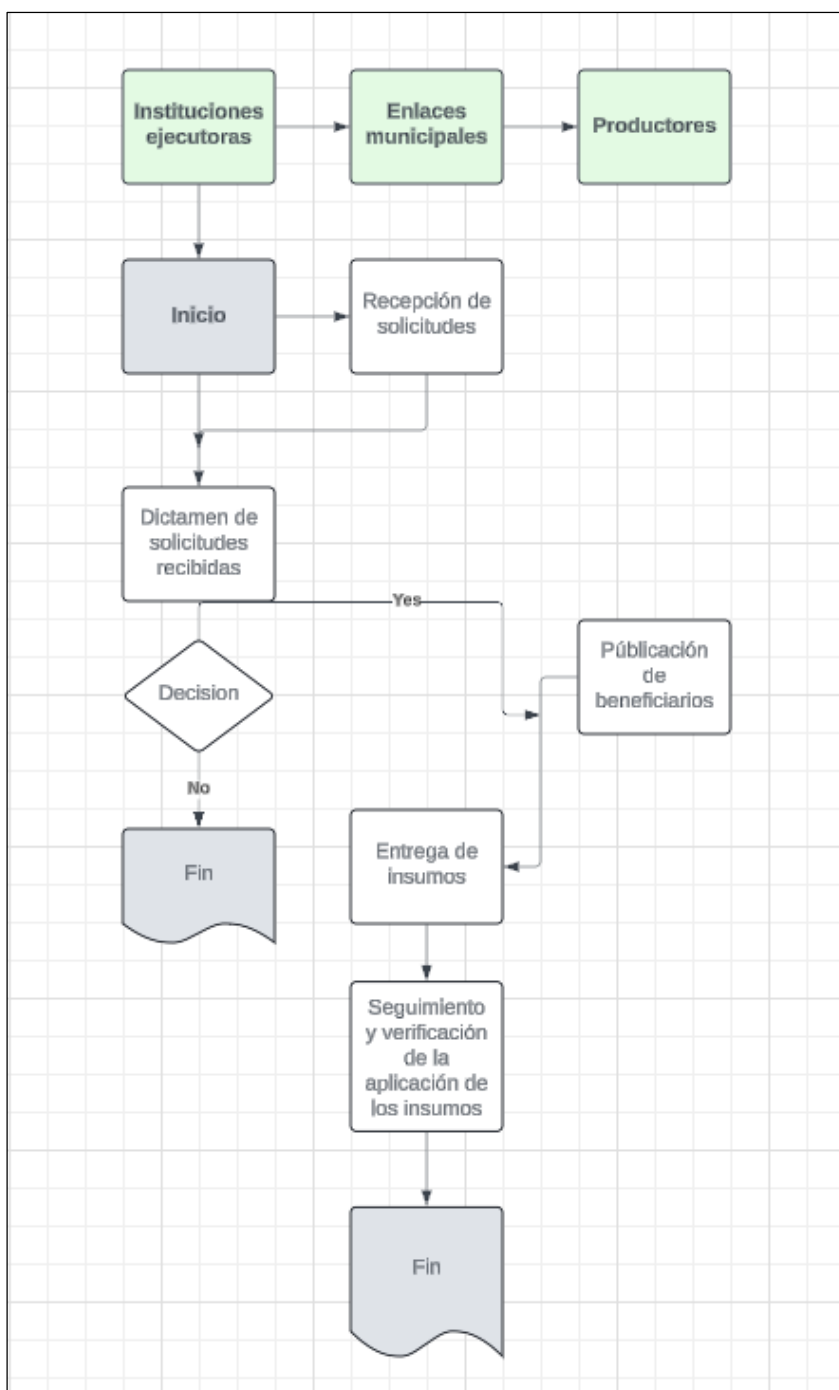 Instituciones
ejecutoras
Enlaces
municipales
Productores
Inicio
Recepción de
solicitudes
Dictamen de
solicitudes
recibidas
Yes
Públicación
de
beneficiarios
Decision
No
Fin
Entrega de
insumos
Seguimiento
y verificación
de la
aplicación de
los insumos
Fin